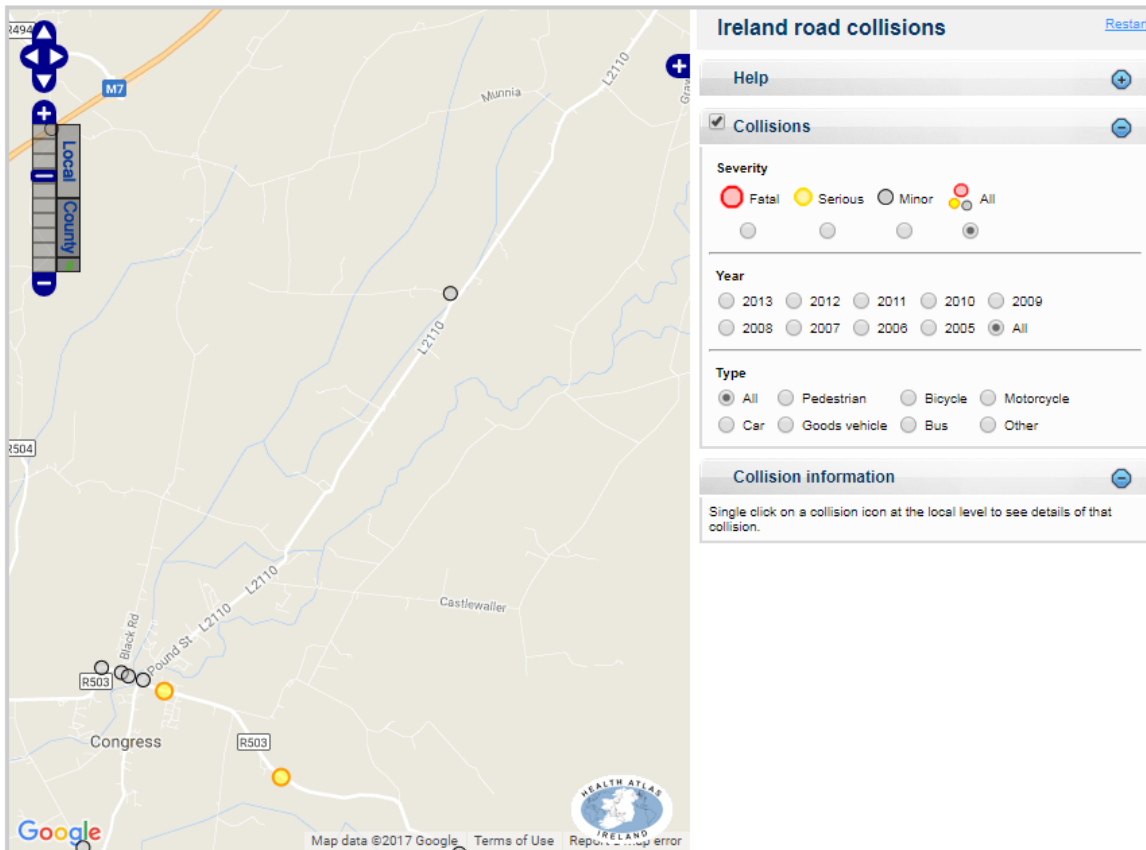 R494
M7
Munnia
L2110
Local
County
L2110
R504
L2110
Castlewaller
Black Rd
Pound St
L2110
R503
R503
Congress
Google
HEALTH ATLAS
IRELAND
Map data ©2017 Google
Terms of Use
Ireland road collisions
Restar
Help
Collisions
Severity
Fatal Serious Minor All
Year
2013 2012 2011 2010 2009
2008 2007 2006 2005 All
Type
All Pedestrian Bicycle Motorcycle
Car Goods vehicle Bus Other
Collision information
Single click on a collision icon at the local level to see details of that
collision.